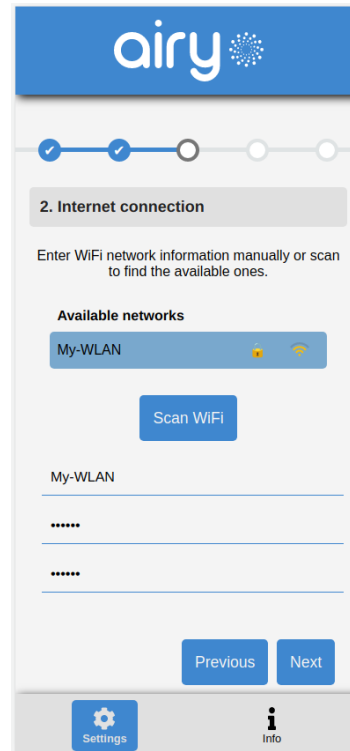 airy
2. Internet connection
Enter WiFi network information manually or scan
to find the available ones.
Available networks
My-WLAN
Scan WiFi
My-WLAN
••••••
••••••
Previous
Next
Settings
Info